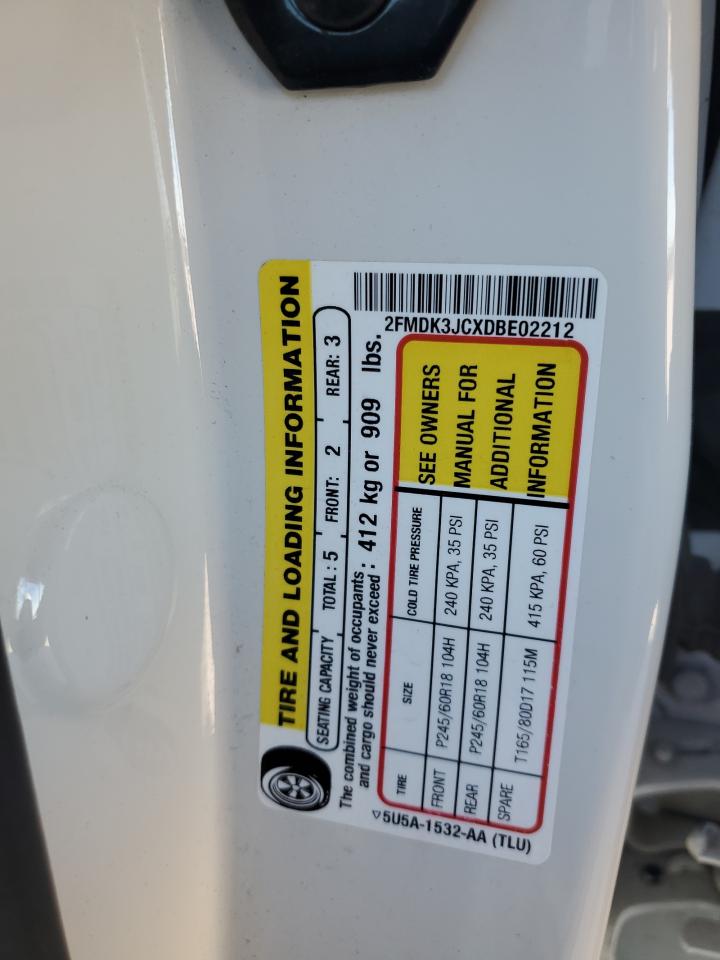 TIRE AND LOADING INFORMATION
SEATING CAPACITY TOTAL: 5 FRONT: 2 REAR: 3
The combined weight of occupants
and cargo should never exceed: 412 kg or 909 lbs.
TIRE SIZE COLD TIRE PRESSURE
FRONT P245/60R18 104H 240 KPA, 35 PSI
REAR P245/60R18 104H 240 KPA, 35 PSI
SPARE T165/80D17 115M 415 KPA, 60 PSI
SEE OWNERS
MANUAL FOR
ADDITIONAL
INFORMATION
5U5A-1532-AA (TLU)
2FMDK3JCXDBE02212